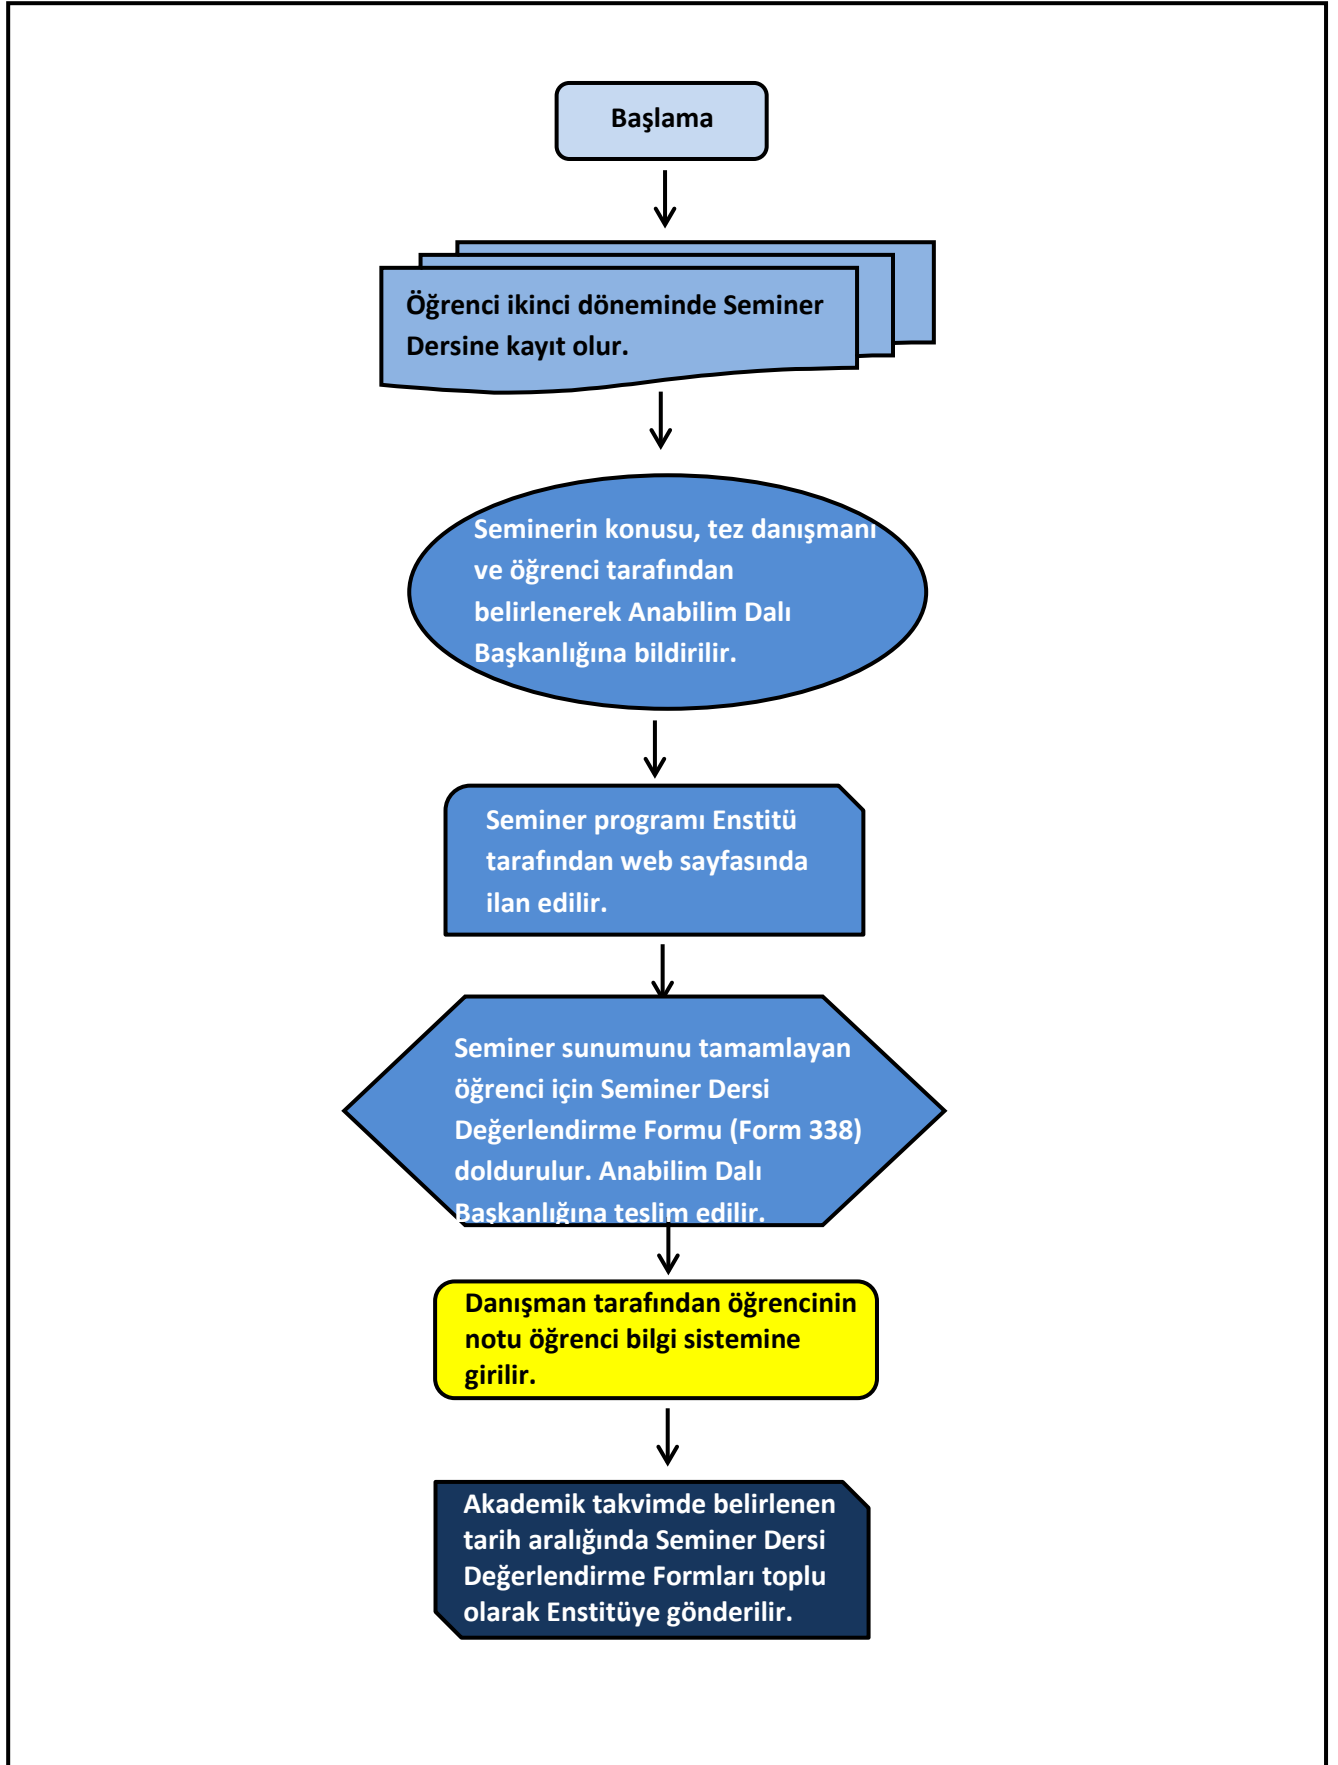 Başlama
Öğrenci ikinci döneminde Seminer
Dersine kayıt olur.
Seminerin konusu, tez danışmanı
ve öğrenci tarafından
belirlenerek Anabilim Dalı
Başkanlığına bildirilir.
Seminer programı Enstitü
tarafından web sayfasında
ilan edilir.
Seminer sunumunu tamamlayan
öğrenci için Seminer Dersi
Değerlendirme Formu (Form 338)
doldurulur. Anabilim Dalı
Başkanlığına teslim edilir.
Danışman tarafından öğrencinin
notu öğrenci bilgi sistemine
girilir.
Akademik takvimde belirlenen
tarih aralığında Seminer Dersi
Değerlendirme Formları toplu
olarak Enstitüye gönderilir.